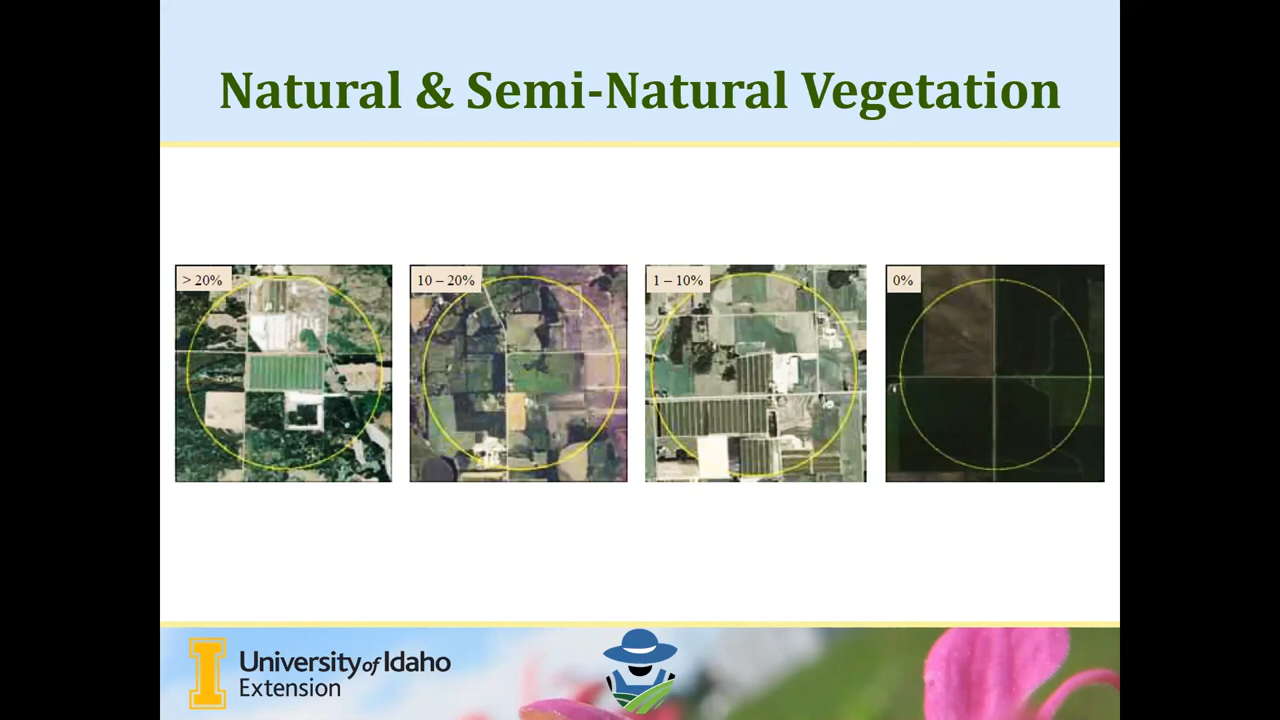 Natural & Semi-Natural Vegetation
> 20%
10 – 20%
1 – 10%
0%
University of Idaho
Extension